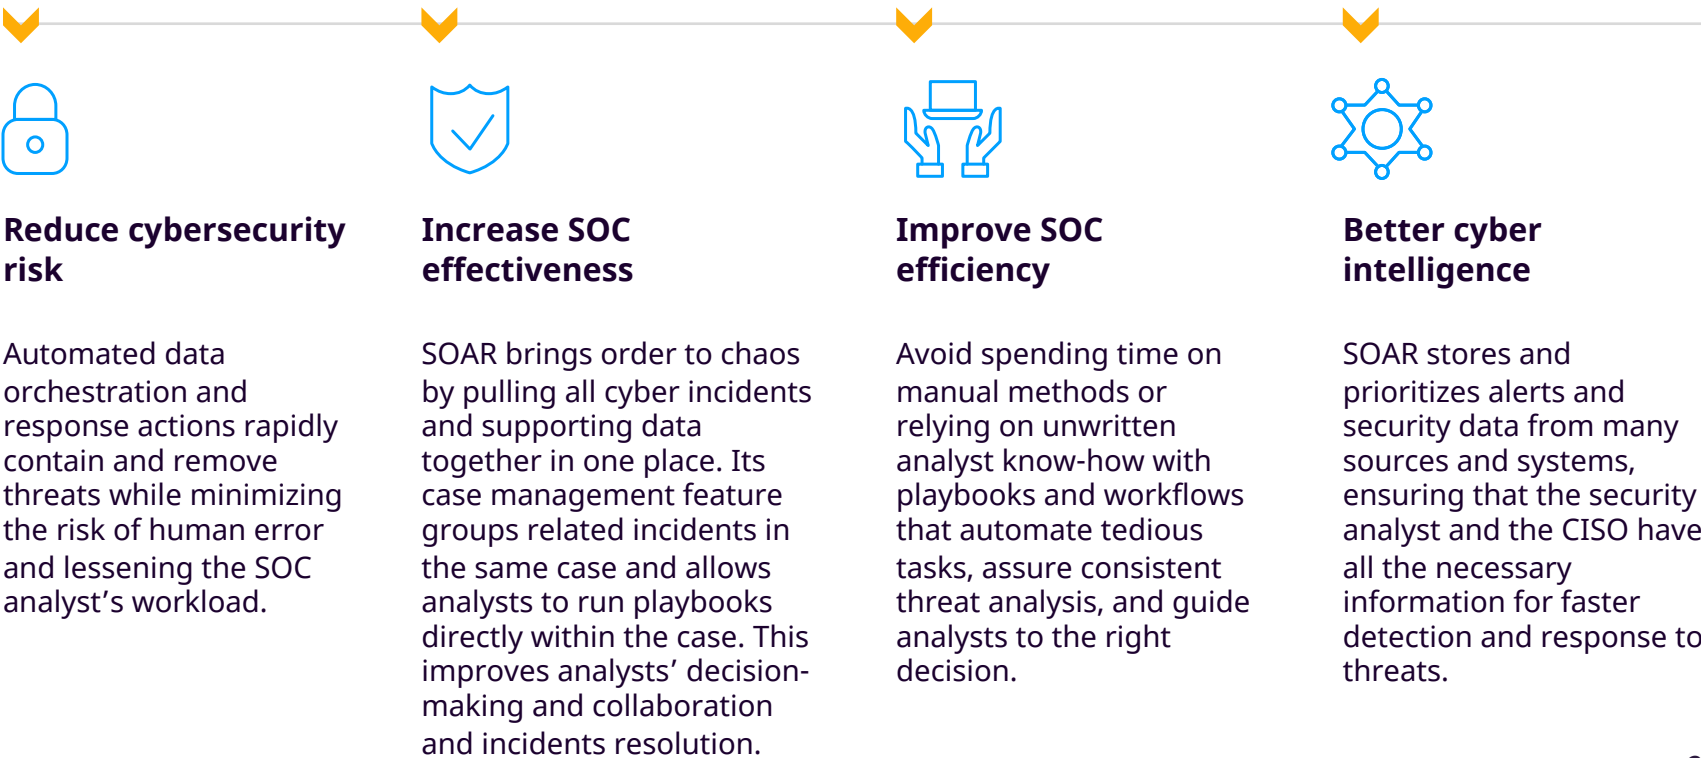 Reduce cybersecurity
risk
Automated data
orchestration and
response actions rapidly
contain and remove
threats while minimizing
the risk of human error
and lessening the SOC
analyst’s workload.
Increase SOC
effectiveness
SOAR brings order to chaos
by pulling all cyber incidents
and supporting data
together in one place. Its
case management feature
groups related incidents in
the same case and allows
analysts to run playbooks
directly within the case. This
improves analysts’ decision-
making and collaboration
and incidents resolution.
Improve SOC
efficiency
Avoid spending time on
manual methods or
relying on unwritten
analyst know-how with
playbooks and workflows
that automate tedious
tasks, assure consistent
threat analysis, and guide
analysts to the right
decision.
Better cyber
intelligence
SOAR stores and
prioritizes alerts and
security data from many
sources and systems,
ensuring that the security
analyst and the CISO have
all the necessary
information for faster
detection and response to
threats.